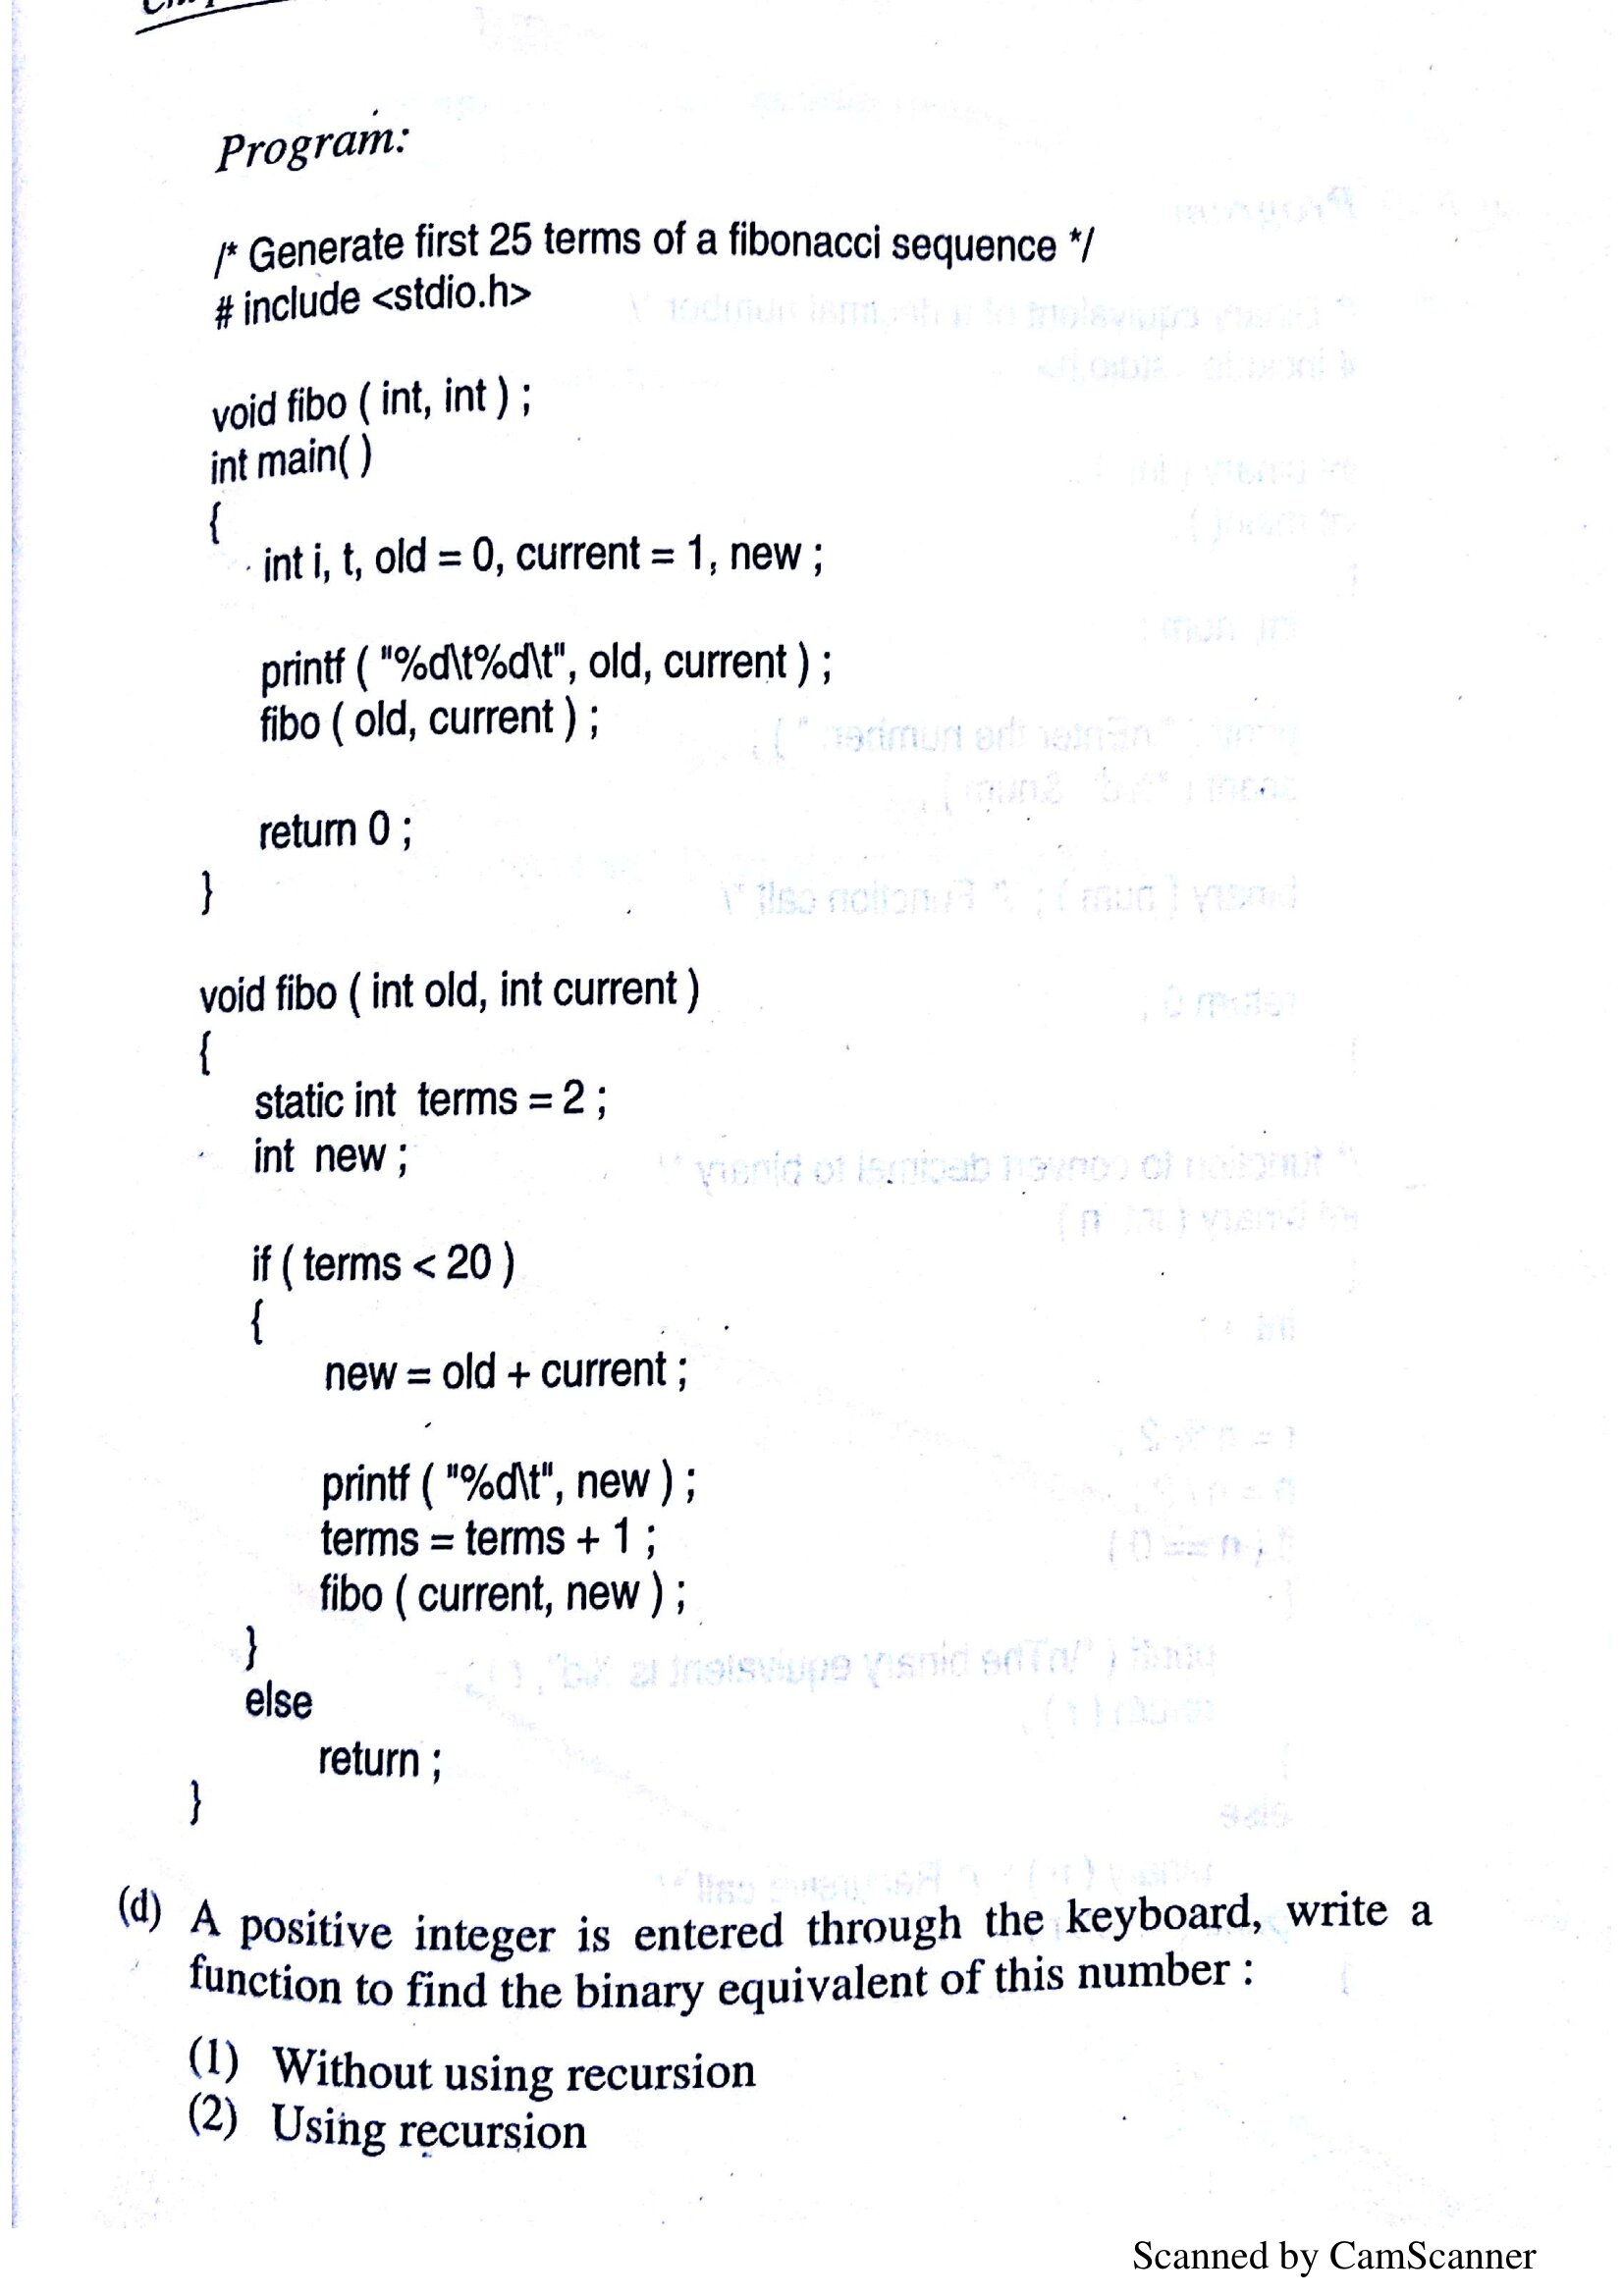 Program:
/* Generate first 25 terms of a fibonacci sequence */
# include <stdio.h>
void fibo ( int, int ) ;
int main( )
{
int i, t, old = 0, current = 1, new ;
printf ( "%d\t%d\t", old, current ) ;
fibo ( old, current ) ;
return 0 ;
}
void fibo ( int old, int current )
{
static int terms = 2 ;
int new ;
if ( terms < 20 )
{
new = old + current ;
printf ( "%d\t", new ) ;
terms = terms + 1 ;
fibo ( current, new ) ;
}
else
return ;
}
(d) A positive integer is entered through the keyboard, write a
function to find the binary equivalent of this number :
(1) Without using recursion
(2) Using recursion
Scanned by CamScanner